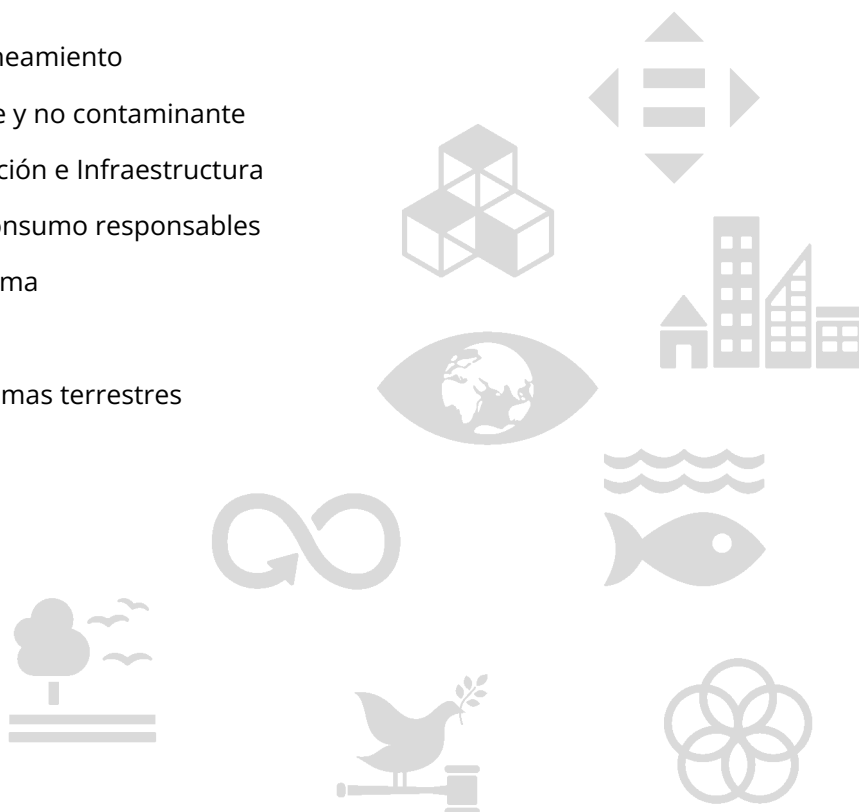 neamiento
e y no contaminante
ción e Infraestructura
onsumo responsables
ma
mas terrestres